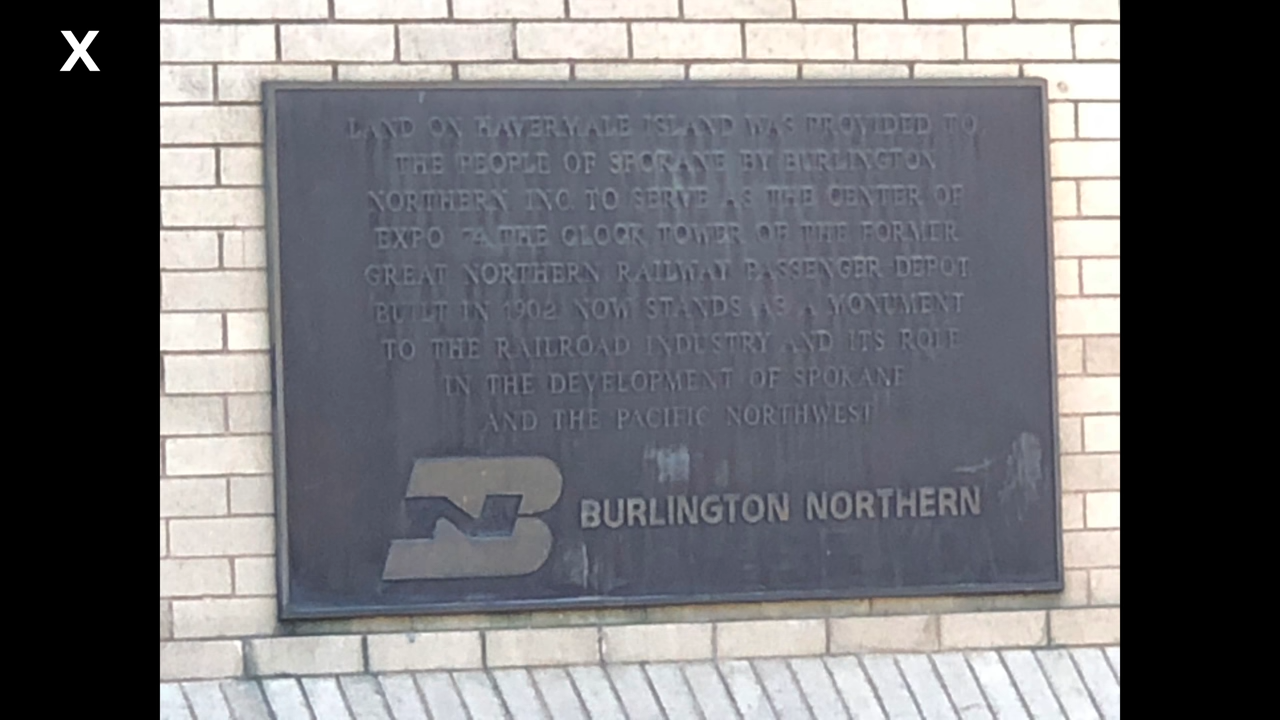 X
LAND ON HAVERMALE ISLAND WAS PROVIDED TO
THE PEOPLE OF SPOKANE BY BURLINGTON
NORTHERN INC. TO SERVE AS THE CENTER OF
EXPO '74. THE CLOCK TOWER OF THE FORMER
GREAT NORTHERN RAILWAY PASSENGER DEPOT
BUILT IN 1902 NOW STANDS AS A MONUMENT
TO THE RAILROAD INDUSTRY AND ITS ROLE
IN THE DEVELOPMENT OF SPOKANE
AND THE PACIFIC NORTHWEST
BN BURLINGTON NORTHERN